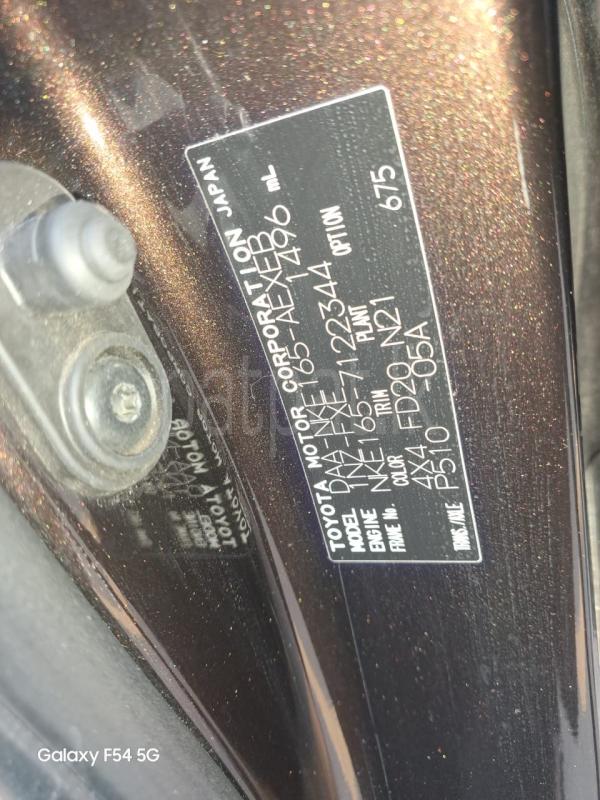 TOYOTA MOTOR CORPORATION JAPAN
MODEL DAA-NKE165-AEXEB
ENGINE 1NZ-FXE 1496 mL
FRAME No. NKE165-7122344
COLOR TRIM PLANT OPTION
4X4 FD20 N21 675
TRANS./AXLE P510 -05A
Galaxy F54 5G